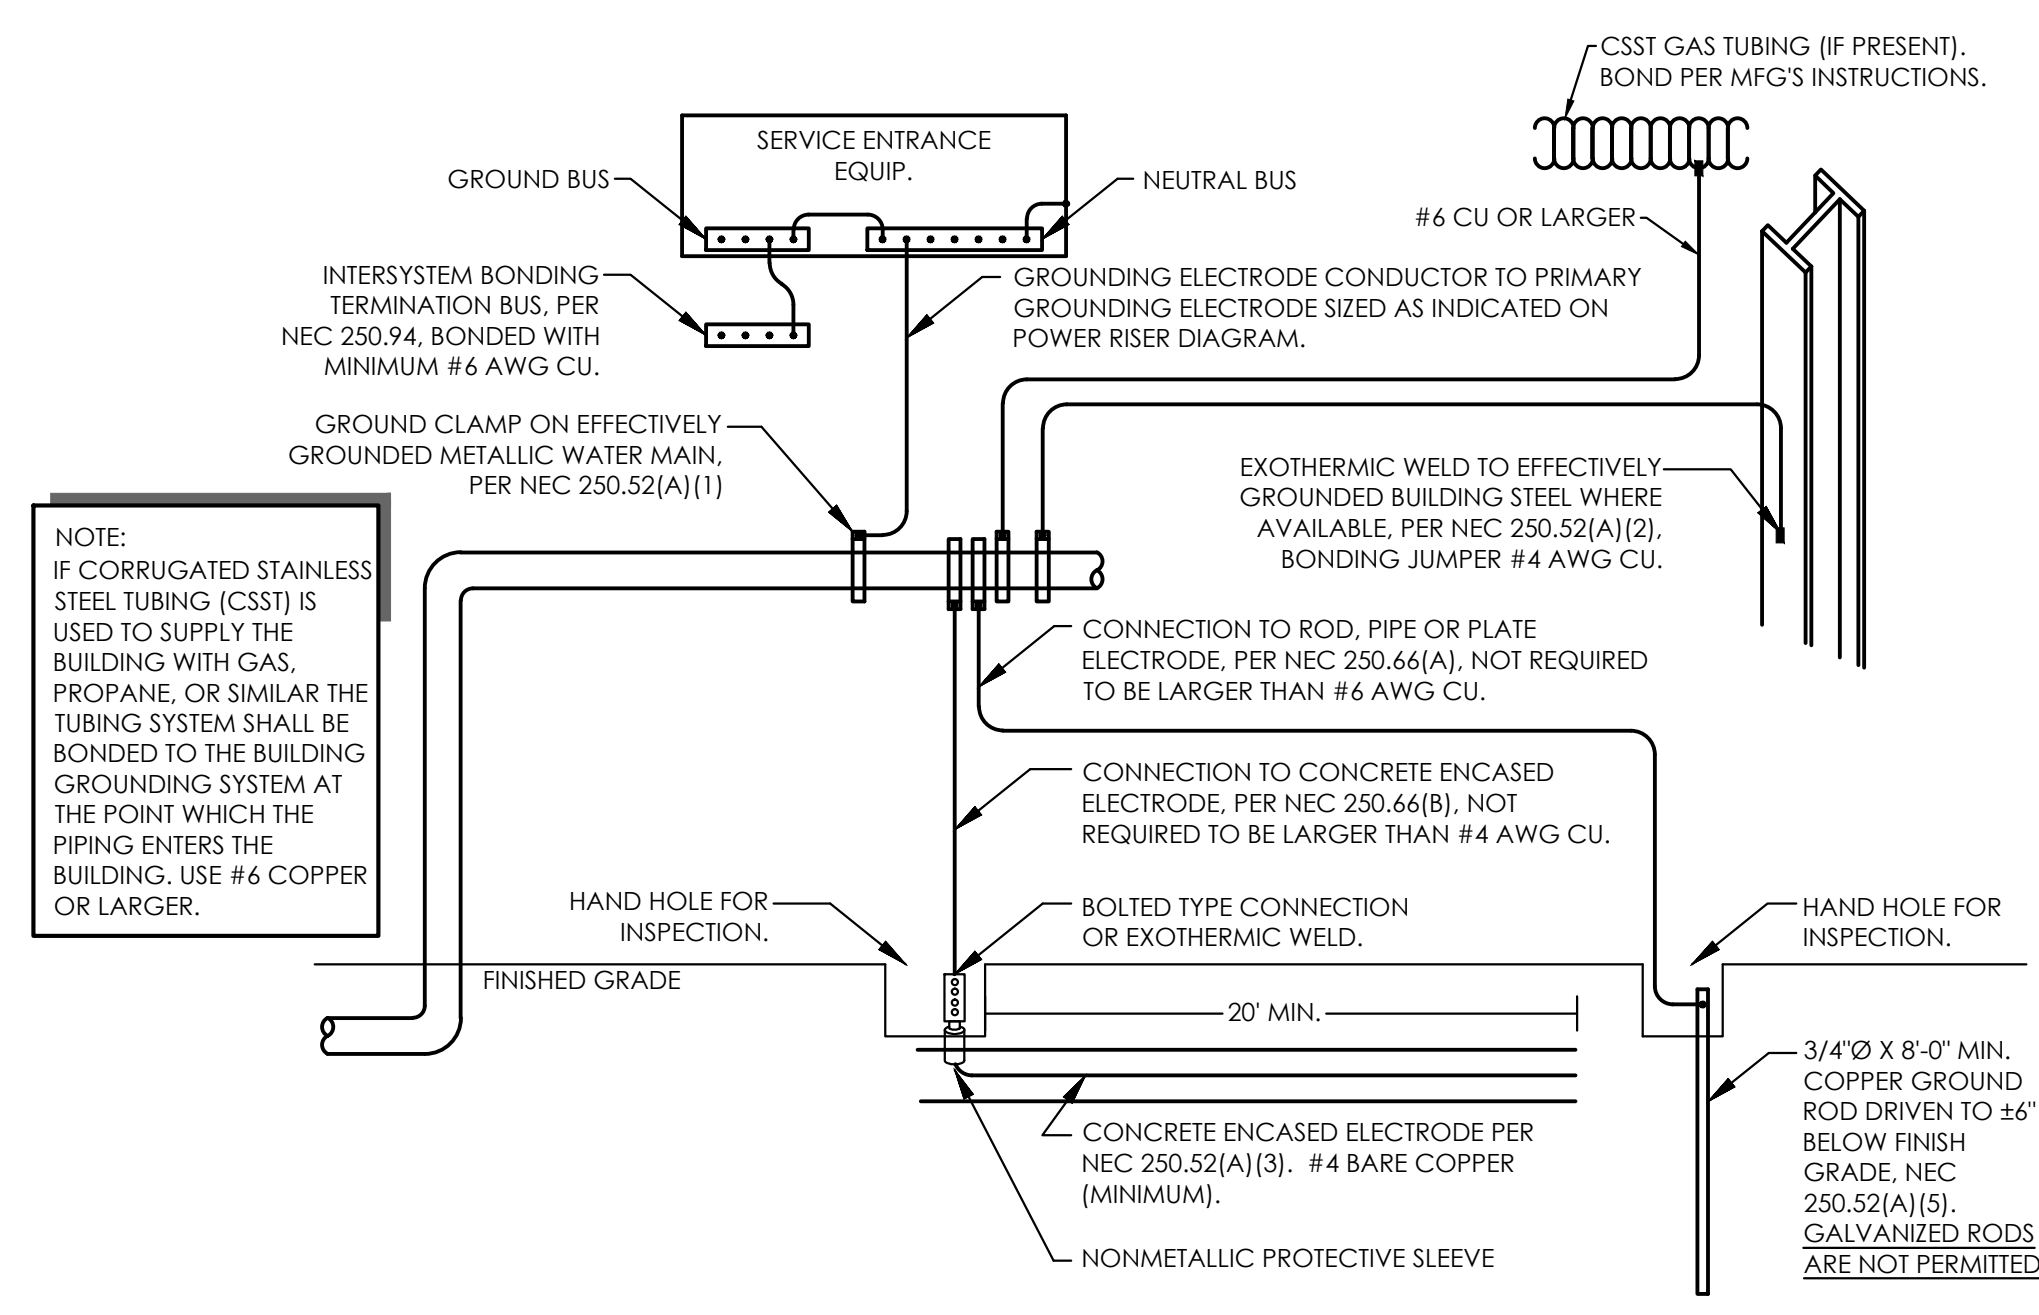 CSST GAS TUBING (IF PRESENT).
BOND PER MFG'S INSTRUCTIONS.
SERVICE ENTRANCE
EQUIP.
GROUND BUS
NEUTRAL BUS
#6 CU OR LARGER
INTERSYSTEM BONDING
TERMINATION BUS, PER
NEC 250.94, BONDED WITH
MINIMUM #6 AWG CU.
GROUNDING ELECTRODE CONDUCTOR TO PRIMARY
GROUNDING ELECTRODE SIZED AS INDICATED ON
POWER RISER DIAGRAM.
GROUND CLAMP ON EFFECTIVELY
GROUNDED METALLIC WATER MAIN,
PER NEC 250.52(A)(1)
EXOTHERMIC WELD TO EFFECTIVELY
GROUNDED BUILDING STEEL WHERE
AVAILABLE, PER NEC 250.52(A)(2),
BONDING JUMPER #4 AWG CU.
NOTE:
IF CORRUGATED STAINLESS
STEEL TUBING (CSST) IS
USED TO SUPPLY THE
BUILDING WITH GAS,
PROPANE, OR SIMILAR THE
TUBING SYSTEM SHALL BE
BONDED TO THE BUILDING
GROUNDING SYSTEM AT
THE POINT WHICH THE
PIPING ENTERS THE
BUILDING. USE #6 COPPER
OR LARGER.
CONNECTION TO ROD, PIPE OR PLATE
ELECTRODE, PER NEC 250.66(A), NOT REQUIRED
TO BE LARGER THAN #6 AWG CU.
CONNECTION TO CONCRETE ENCASED
ELECTRODE, PER NEC 250.66(B), NOT
REQUIRED TO BE LARGER THAN #4 AWG CU.
HAND HOLE FOR
INSPECTION.
BOLTED TYPE CONNECTION
OR EXOTHERMIC WELD.
HAND HOLE FOR
INSPECTION.
FINISHED GRADE
20' MIN.
3/4"Ø X 8'-0" MIN.
COPPER GROUND
ROD DRIVEN TO ±6"
BELOW FINISH
GRADE, NEC
250.52(A)(5).
GALVANIZED RODS
ARE NOT PERMITTED
CONCRETE ENCASED ELECTRODE PER
NEC 250.52(A)(3).  #4 BARE COPPER
(MINIMUM).
NONMETALLIC PROTECTIVE SLEEVE